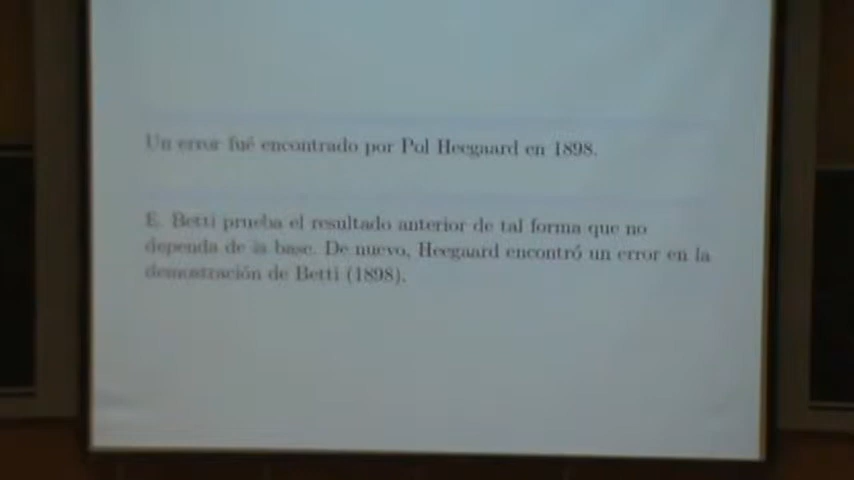 Un error fué encontrado por Pol Heegaard en 1898.
E. Betti prueba el resultado anterior de tal forma que no
dependa de la base. De nuevo, Heegaard encontró un error en la
demostración de Betti (1898).